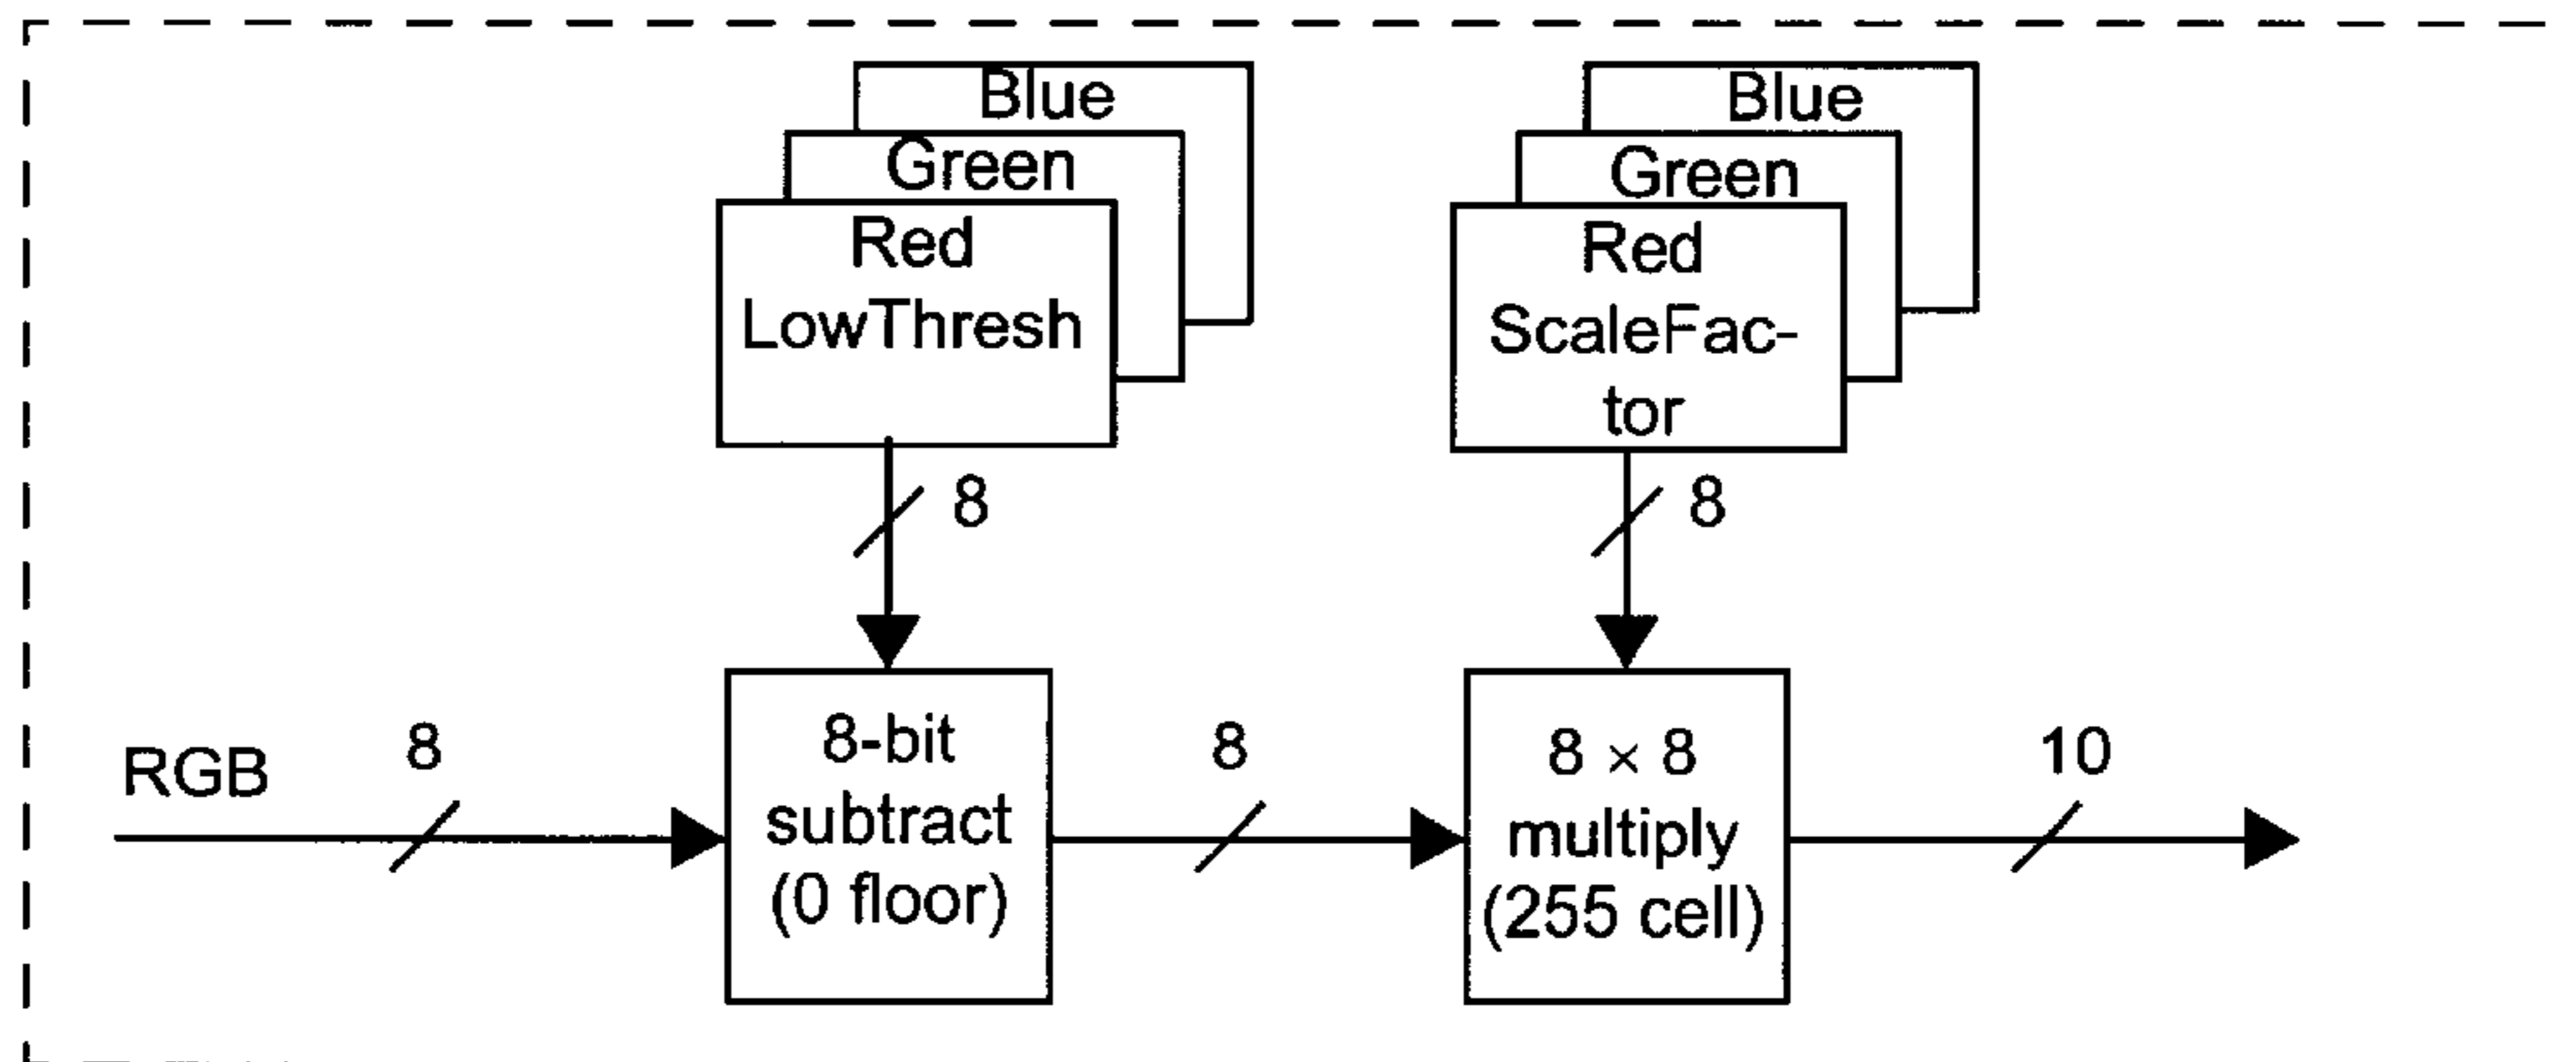 Blue
Green
Red
LowThresh
8
Blue
Green
Red
ScaleFac-
tor
8
RGB
8
8-bit
subtract
(0 floor)
8
8 × 8
multiply
(255 cell)
10